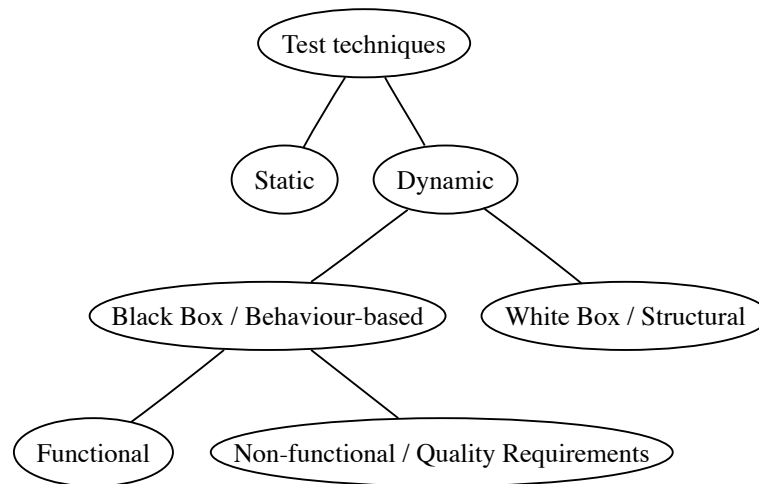 Test techniques
Static
Dynamic
Black Box / Behaviour-based
White Box / Structural
Functional
Non-functional / Quality Requirements